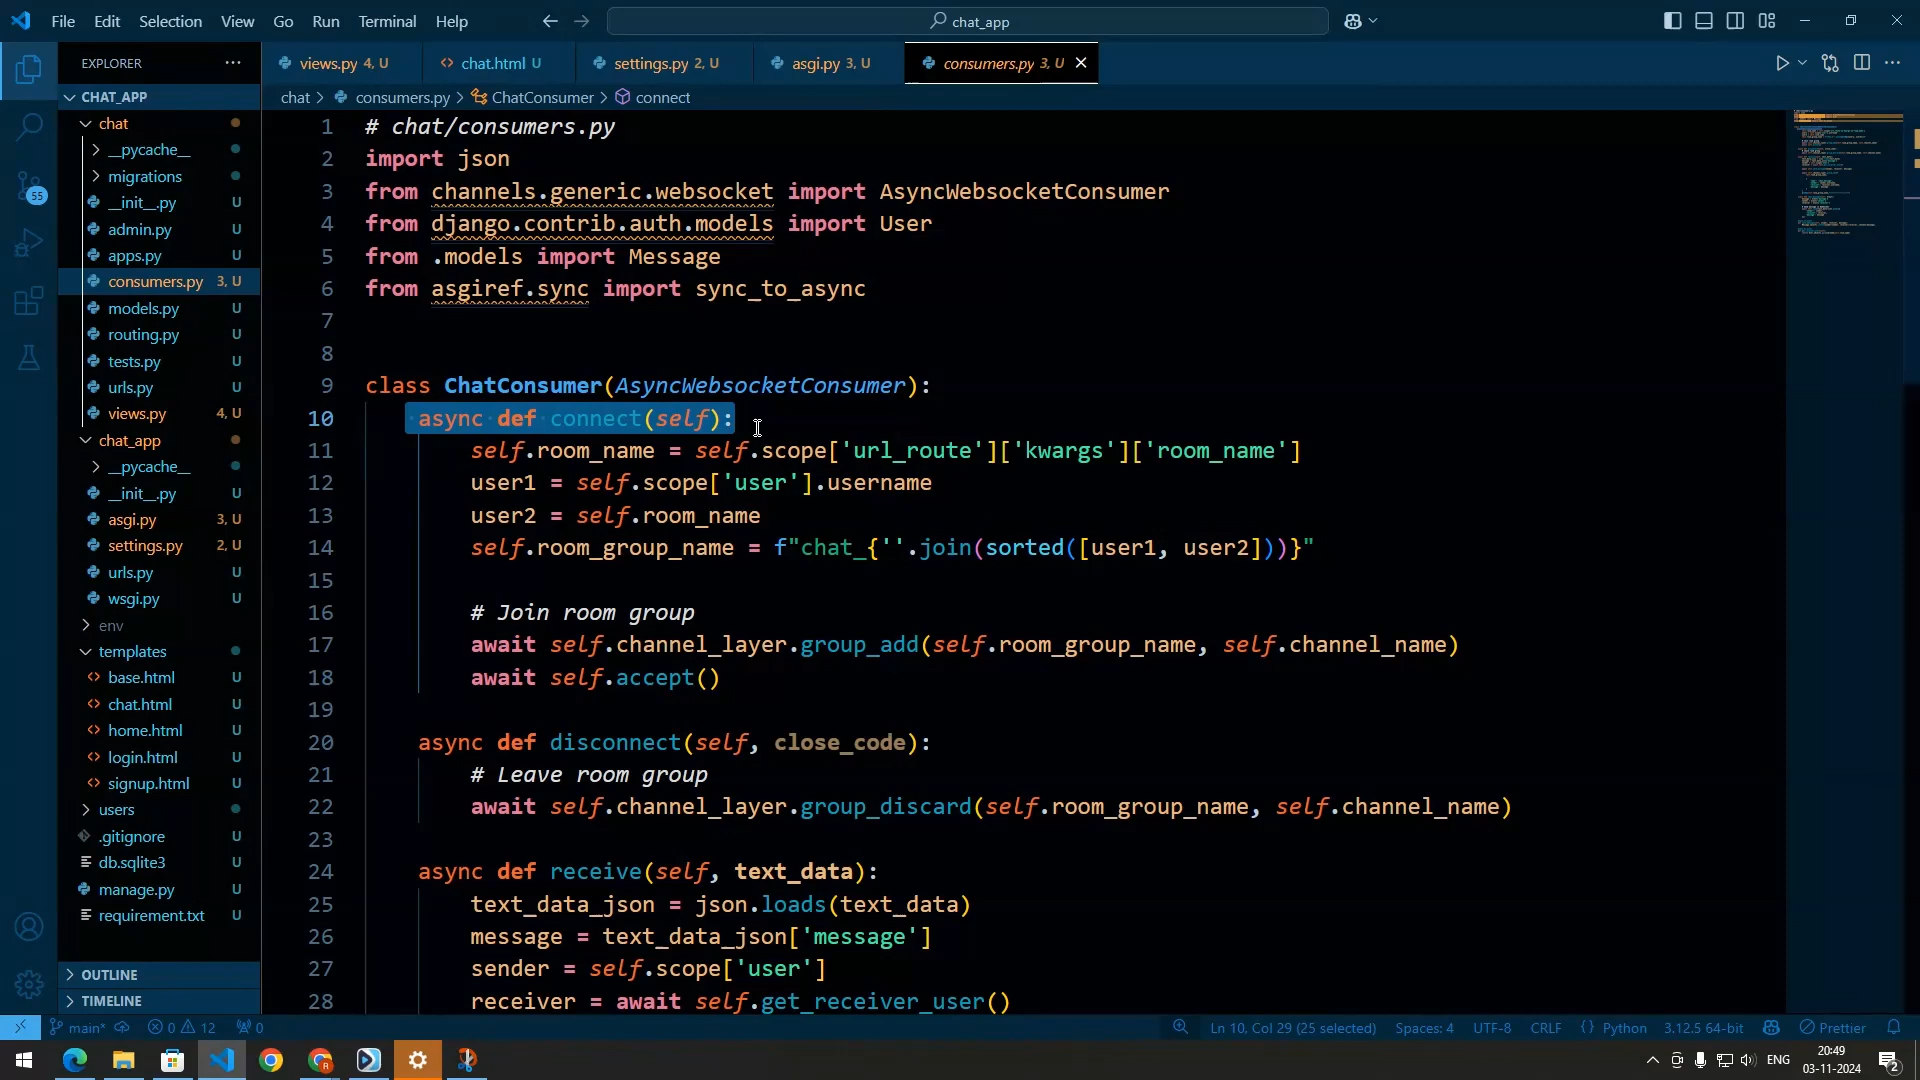 File Edit Selection View Go Run Terminal Help
chat_app
EXPLORER
views.py 4, U
chat.html U
settings.py 2, U
asgi.py 3, U
consumers.py 3, U
CHAT_APP
chat > consumers.py > ChatConsumer > connect
chat
__pycache__
migrations
__init__.py U
admin.py U
apps.py U
consumers.py 3, U
models.py U
routing.py U
tests.py U
urls.py U
views.py 4, U
chat_app
__pycache__
__init__.py U
asgi.py 3, U
settings.py 2, U
urls.py U
wsgi.py U
env
templates
base.html U
chat.html U
home.html U
login.html U
signup.html U
users
.gitignore U
db.sqlite3 U
manage.py U
requirement.txt U
OUTLINE
TIMELINE
55
1 # chat/consumers.py
2 import json
3 from channels.generic.websocket import AsyncWebsocketConsumer
4 from django.contrib.auth.models import User
5 from .models import Message
6 from asgiref.sync import sync_to_async
7
8
9 class ChatConsumer(AsyncWebsocketConsumer):
10 async def connect(self):
11 self.room_name = self.scope['url_route']['kwargs']['room_name']
12 user1 = self.scope['user'].username
13 user2 = self.room_name
14 self.room_group_name = f"chat_{''.join(sorted([user1, user2]))}"
15
16 # Join room group
17 await self.channel_layer.group_add(self.room_group_name, self.channel_name)
18 await self.accept()
19
20 async def disconnect(self, close_code):
21 # Leave room group
22 await self.channel_layer.group_discard(self.room_group_name, self.channel_name)
23
24 async def receive(self, text_data):
25 text_data_json = json.loads(text_data)
26 message = text_data_json['message']
27 sender = self.scope['user']
28 receiver = await self.get_receiver_user()
main* 0 12 0
Ln 10, Col 29 (25 selected) Spaces: 4 UTF-8 CRLF {} Python 3.12.5 64-bit Prettier
ENG
20:49
03-11-2024
2